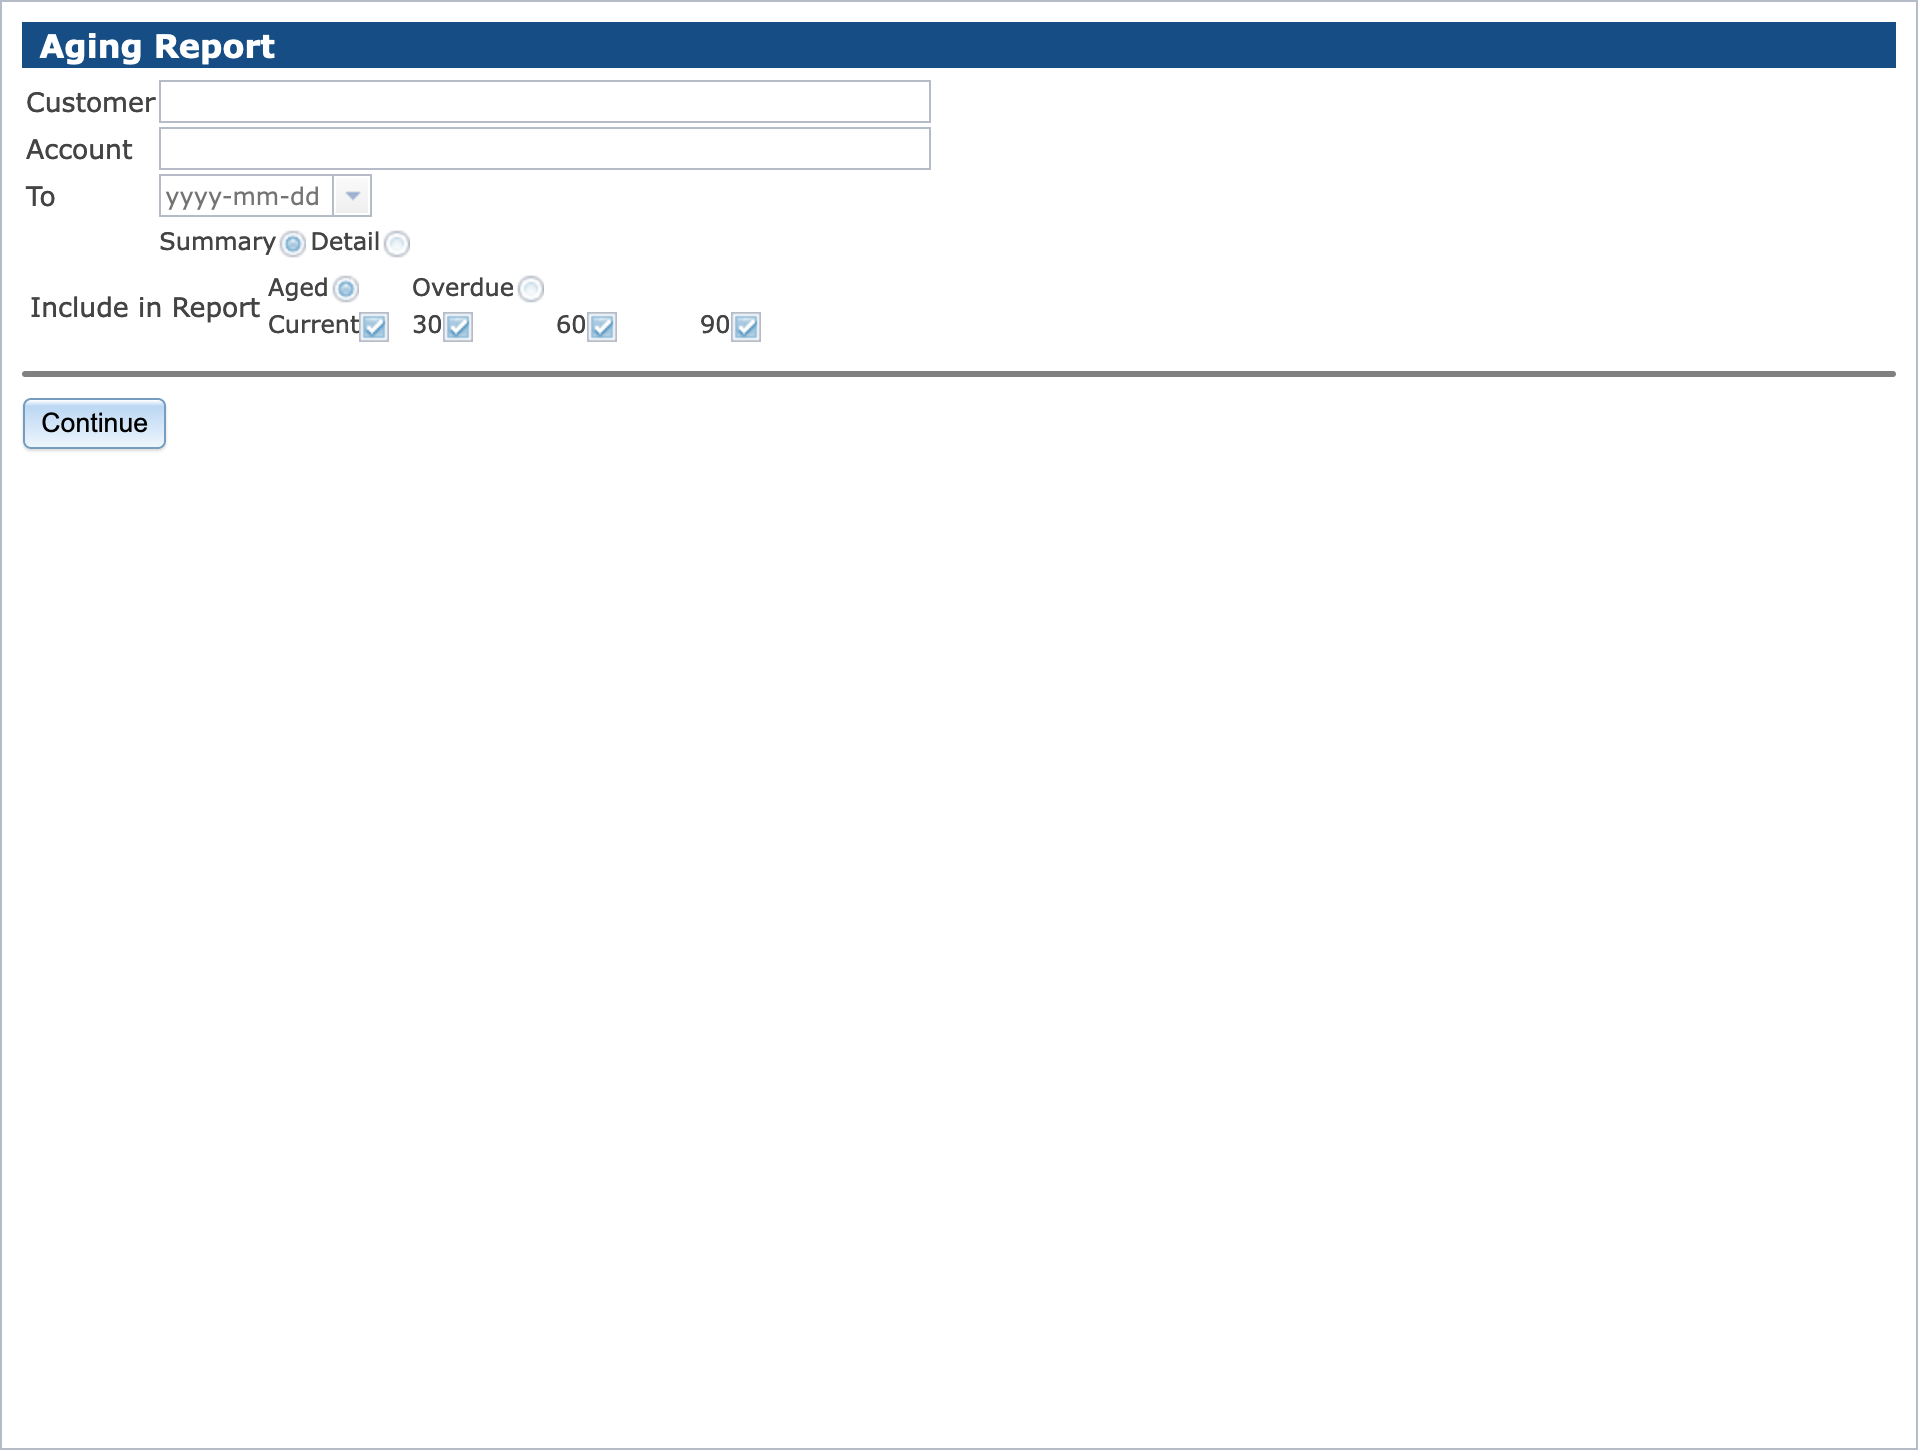 Aging Report
Customer
Account
To yyyy-mm-dd
Summary Detail
Include in Report
Aged Overdue
Current 30 60 90
Continue